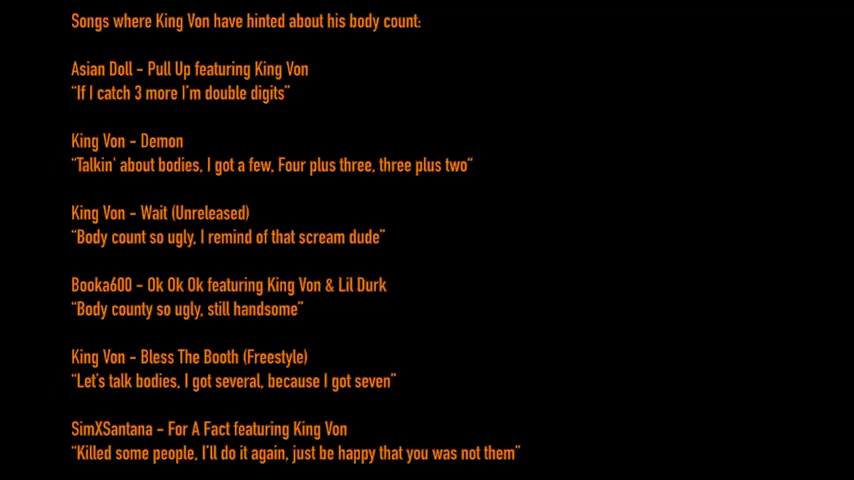 Songs where King Von have hinted about his body count:
Asian Doll - Pull Up featuring King Von
"If I catch 3 more I'm double digits"
King Von - Demon
"Talkin' about bodies, I got a few, Four plus three, three plus two"
King Von - Wait (Unreleased)
"Body count so ugly, I remind of that scream dude"
Booka600 - Ok Ok Ok featuring King Von & Lil Durk
"Body county so ugly, still handsome"
King Von - Bless The Booth (Freestyle)
"Let's talk bodies, I got several, because I got seven"
SimXSantana - For A Fact featuring King Von
"Killed some people, I'll do it again, just be happy that you was not them"